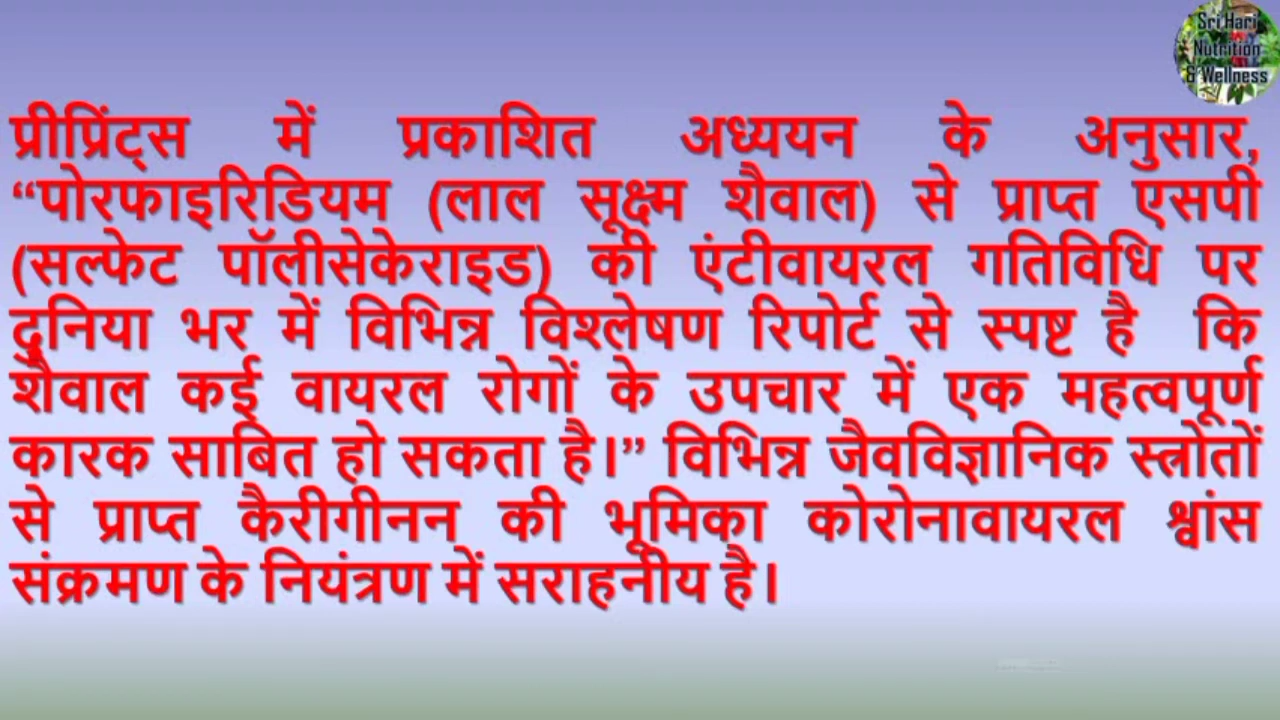 Sri Hari
Nutrition
& Wellness
प्रीप्रिंट्स में प्रकाशित अध्ययन के अनुसार,
“पोरफाइरिडियम (लाल सूक्ष्म शैवाल) से प्राप्त एसपी
(सल्फेट पॉलीसेकेराइड) की एंटीवायरल गतिविधि पर
दुनिया भर में विभिन्न विश्लेषण रिपोर्ट से स्पष्ट है कि
शैवाल कई वायरल रोगों के उपचार में एक महत्वपूर्ण
कारक साबित हो सकता है।” विभिन्न जैवविज्ञानिक स्त्रोतों
से प्राप्त कैरीगीनन की भूमिका कोरोनावायरल श्वांस
संक्रमण के नियंत्रण में सराहनीय है।